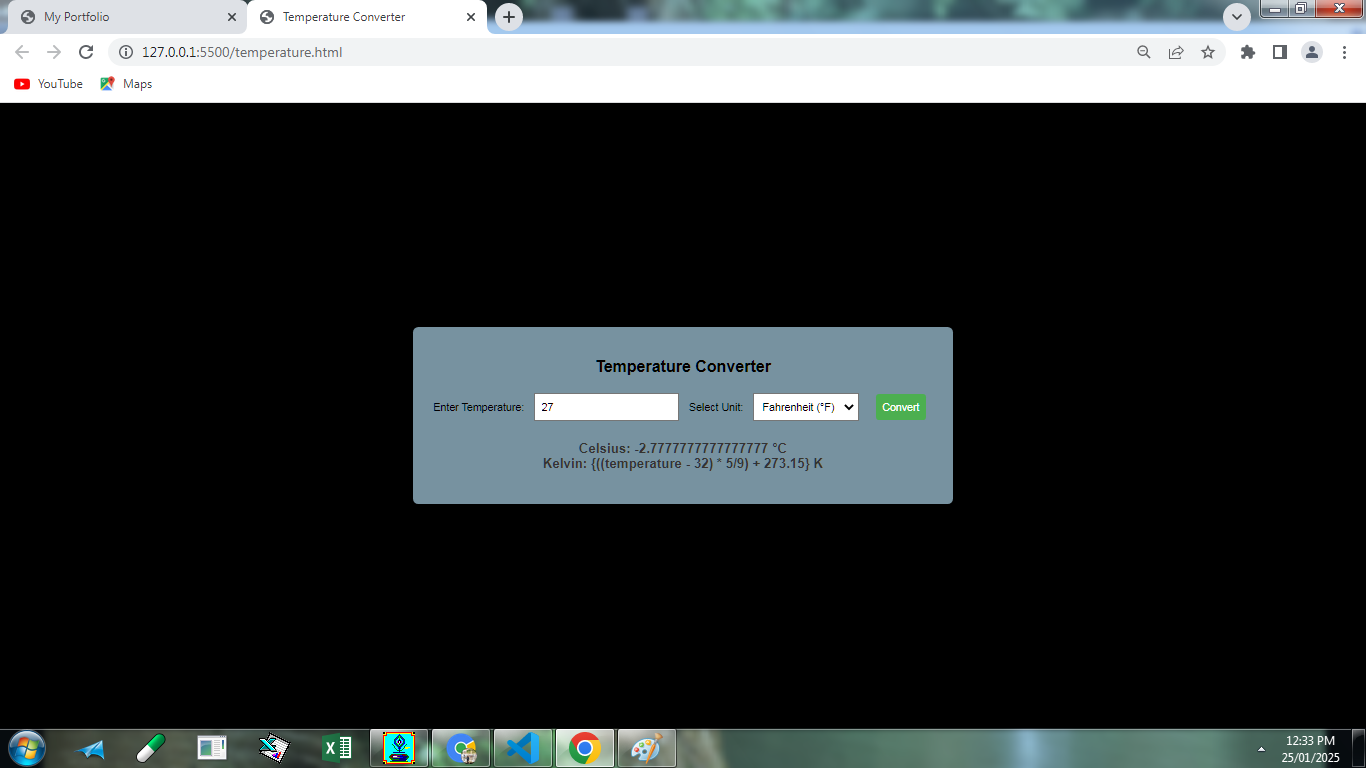 My Portfolio
Temperature Converter
127.0.0.1:5500/temperature.html
YouTube
Maps
Temperature Converter
Enter Temperature: 27 Select Unit: Fahrenheit (°F) Convert
Celsius: -2.7777777777777777 °C
Kelvin: {((temperature - 32) * 5/9) + 273.15} K
12:33 PM
25/01/2025